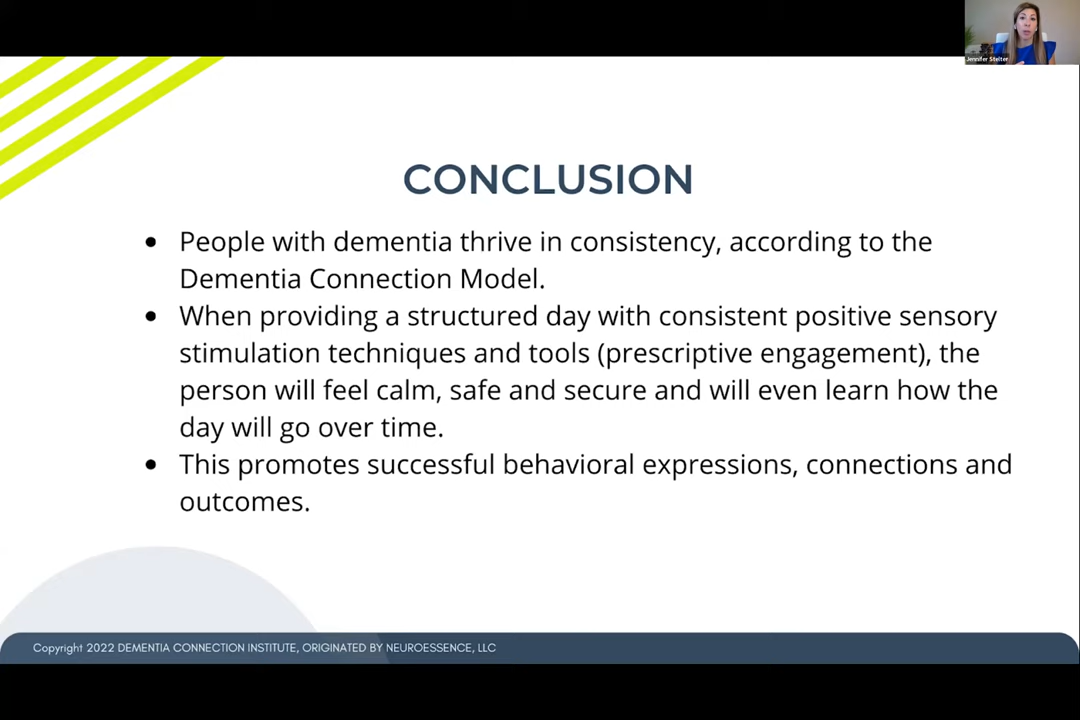 Jennifer Stelter
CONCLUSION
• People with dementia thrive in consistency, according to the
Dementia Connection Model.
• When providing a structured day with consistent positive sensory
stimulation techniques and tools (prescriptive engagement), the
person will feel calm, safe and secure and will even learn how the
day will go over time.
• This promotes successful behavioral expressions, connections and
outcomes.
Copyright 2022 DEMENTIA CONNECTION INSTITUTE, ORIGINATED BY NEUROESSENCE, LLC